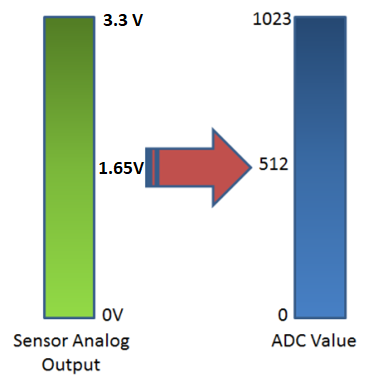 3.3 V
1023
1.65V
512
0V
0
Sensor Analog
Output
ADC Value